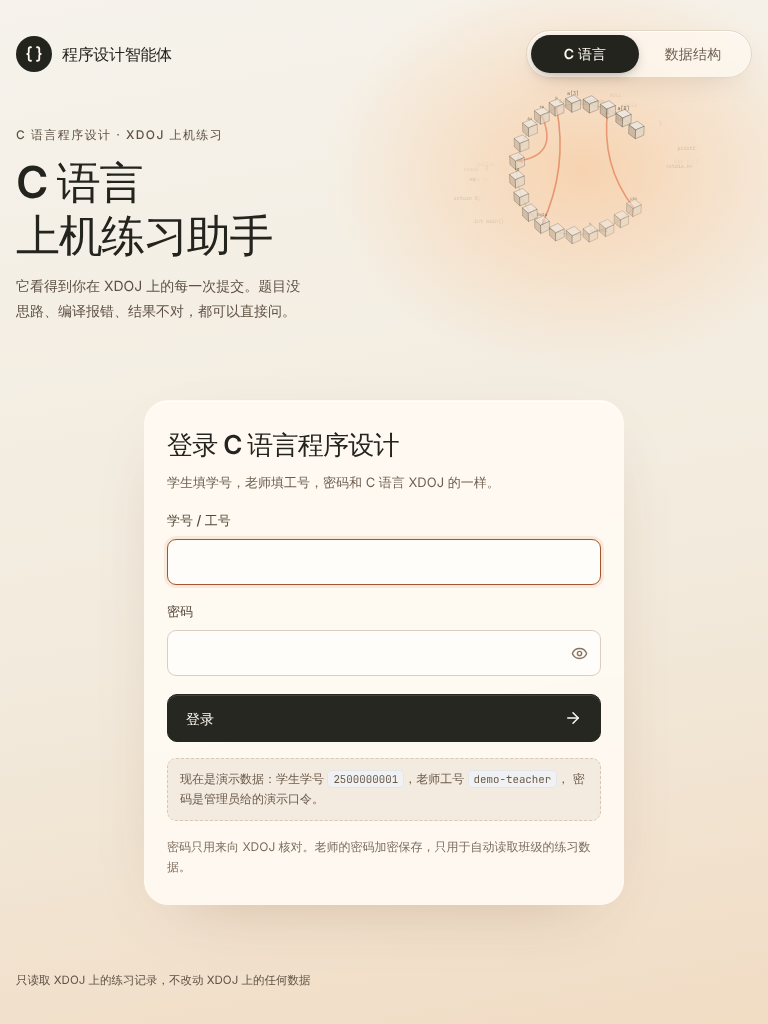 程序设计智能体
C 语言
数据结构
C 语言程序设计 · XDOJ 上机练习
C 语言
上机练习助手
它看得到你在 XDOJ 上的每一次提交。题目没
思路、编译报错、结果不对，都可以直接问。
登录 C 语言程序设计
学生填学号，老师填工号，密码和 C 语言 XDOJ 的一样。
学号 / 工号
密码
登录
现在是演示数据：学生学号 2500000001，老师工号 demo-teacher， 密
码是管理员给的演示口令。
密码只用来向 XDOJ 核对。老师的密码加密保存，只用于自动读取班级的练习数
据。
只读取 XDOJ 上的练习记录，不改动 XDOJ 上的任何数据